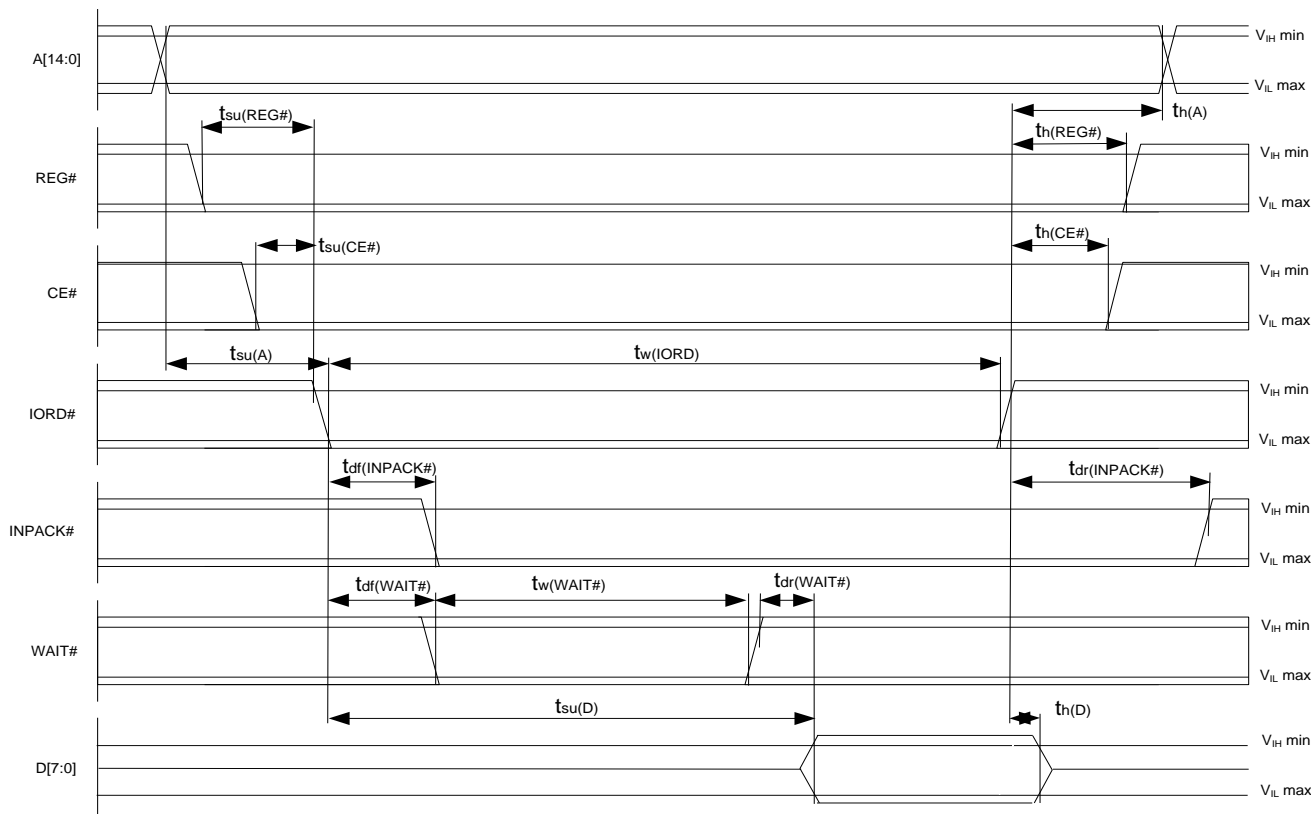 A[14:0]
VIH min
VIL max
tsu(REG#)
th(A)
th(REG#)
REG#
VIH min
VIL max
tsu(CE#)
th(CE#)
CE#
VIH min
VIL max
tsu(A)
tw(IORD)
IORD#
VIH min
VIL max
tdf(INPACK#)
tdr(INPACK#)
INPACK#
VIH min
VIL max
tdf(WAIT#)
tw(WAIT#)
tdr(WAIT#)
WAIT#
VIH min
VIL max
tsu(D)
th(D)
D[7:0]
VIH min
VIL max